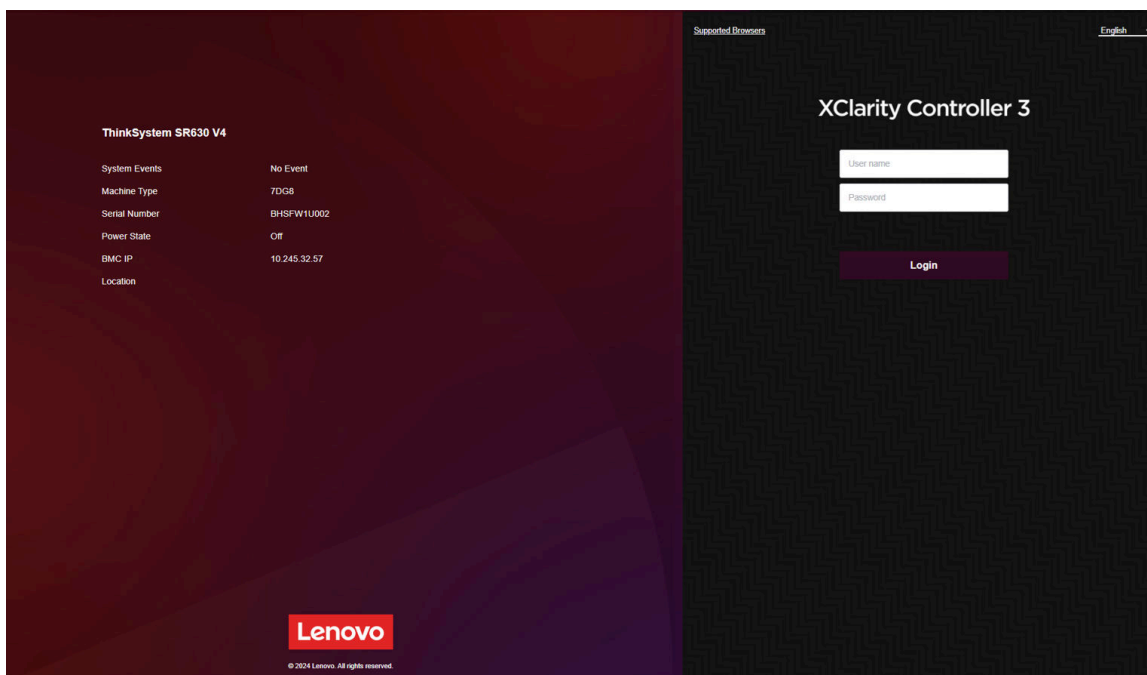 Supported Browsers
English
XClarity Controller 3
ThinkSystem SR630 V4
System Events No Event
Machine Type 7DG8
Serial Number BHSFW1U002
Power State Off
BMC IP 10.245.32.57
Location
User name
Password
Login
Lenovo
© 2024 Lenovo. All rights reserved.